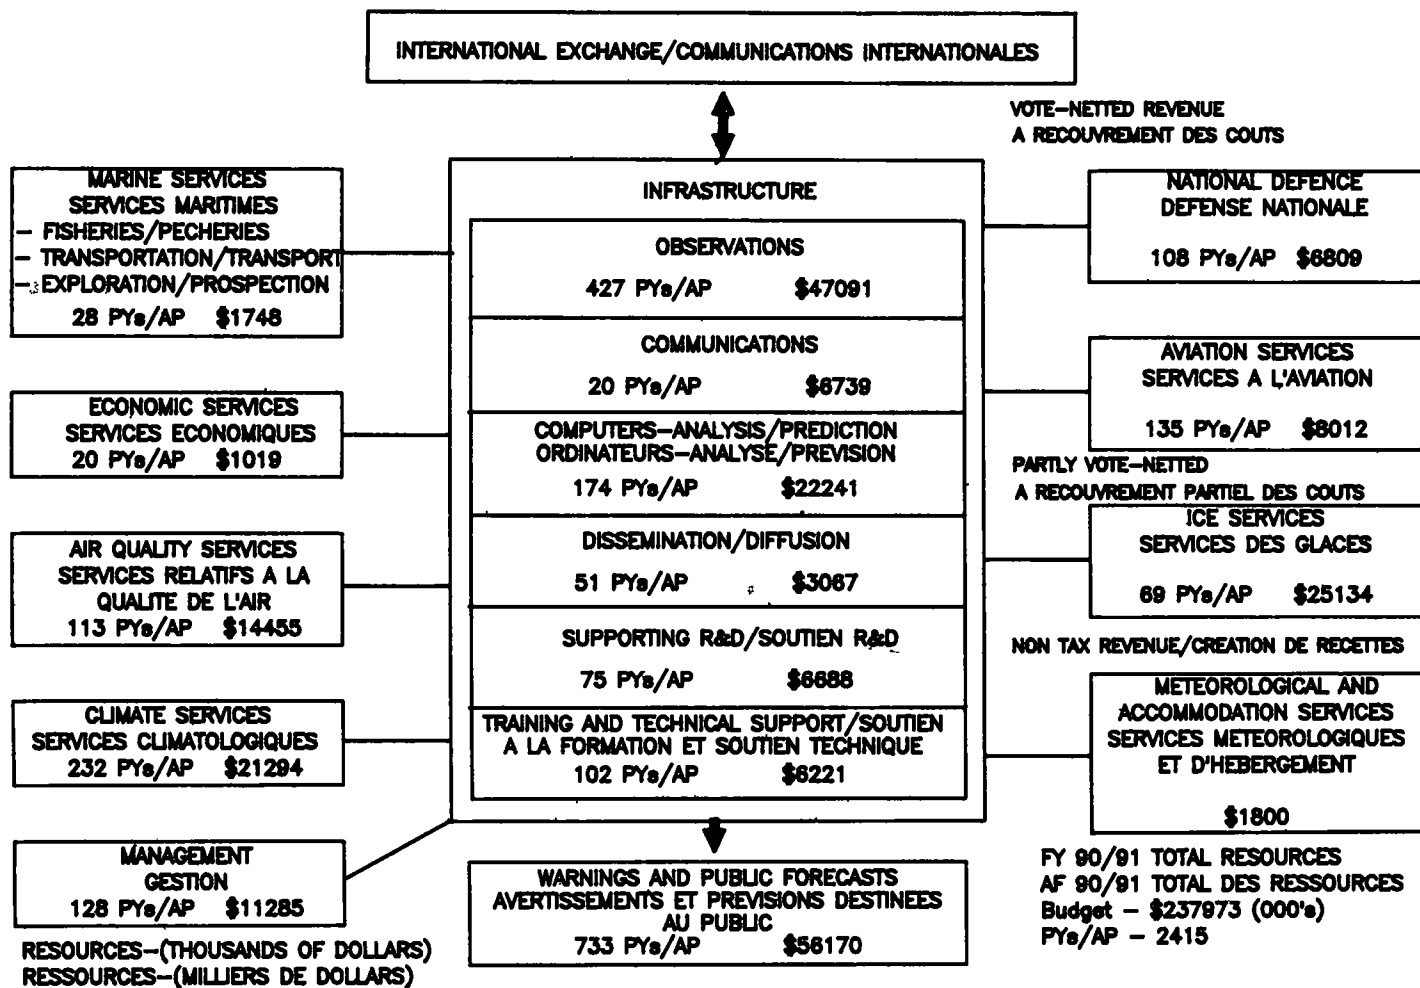 INTERNATIONAL EXCHANGE/COMMUNICATIONS INTERNATIONALES
MARINE SERVICES
SERVICES MARITIMES
– FISHERIES/PECHERIES
– TRANSPORTATION/TRANSPORT
– EXPLORATION/PROSPECTION
28 PYs/AP $1748
ECONOMIC SERVICES
SERVICES ECONOMIQUES
20 PYs/AP $1019
AIR QUALITY SERVICES
SERVICES RELATIFS A LA
QUALITE DE L'AIR
113 PYs/AP $14455
CLIMATE SERVICES
SERVICES CLIMATOLOGIQUES
232 PYs/AP $21294
MANAGEMENT
GESTION
128 PYs/AP $11285
RESOURCES–(THOUSANDS OF DOLLARS)
RESSOURCES–(MILLIERS DE DOLLARS)
INFRASTRUCTURE
OBSERVATIONS
427 PYs/AP $47091
COMMUNICATIONS
20 PYs/AP $6739
COMPUTERS–ANALYSIS/PREDICTION
ORDINATEURS–ANALYSE/PREVISION
174 PYs/AP $22241
DISSEMINATION/DIFFUSION
51 PYs/AP $3067
SUPPORTING R&D/SOUTIEN R&D
75 PYs/AP $6688
TRAINING AND TECHNICAL SUPPORT/SOUTIEN
A LA FORMATION ET SOUTIEN TECHNIQUE
102 PYs/AP $6221
WARNINGS AND PUBLIC FORECASTS
AVERTISSEMENTS ET PREVISIONS DESTINEES
AU PUBLIC
733 PYs/AP $56170
VOTE–NETTED REVENUE
A RECOUVREMENT DES COUTS
NATIONAL DEFENCE
DEFENSE NATIONALE
108 PYs/AP $6809
AVIATION SERVICES
SERVICES A L'AVIATION
135 PYs/AP $8012
PARTLY VOTE–NETTED
A RECOUVREMENT PARTIEL DES COUTS
ICE SERVICES
SERVICES DES GLACES
69 PYs/AP $25134
NON TAX REVENUE/CREATION DE RECETTES
METEOROLOGICAL AND
ACCOMMODATION SERVICES
SERVICES METEOROLOGIQUES
ET D'HEBERGEMENT
$1800
FY 90/91 TOTAL RESOURCES
AF 90/91 TOTAL DES RESSOURCES
Budget – $237973 (000's)
PYs/AP – 2415